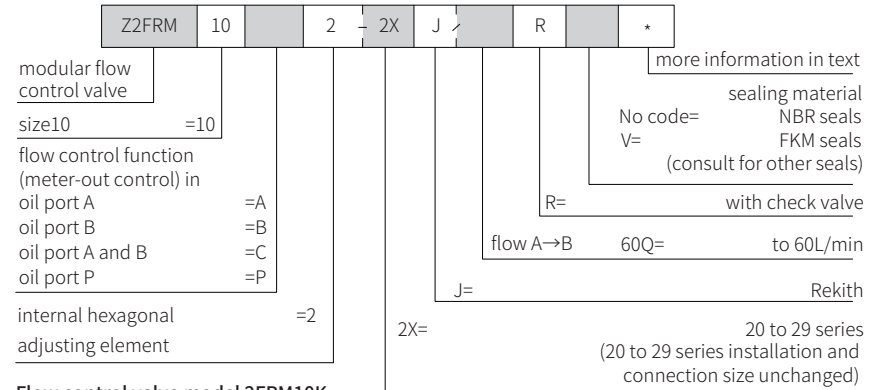 Z2FRM 10 2 - 2X J / R *
more information in text
modular flow
control valve
sealing material
No code= NBR seals
V= FKM seals
(consult for other seals)
size10 =10
flow control function
(meter-out control) in
oil port A =A
oil port B =B
oil port A and B =C
oil port P =P
R= with check valve
flow A→B 60Q= to 60L/min
J= Rekith
internal hexagonal =2
adjusting element
2X= 20 to 29 series
(20 to 29 series installation and
connection size unchanged)